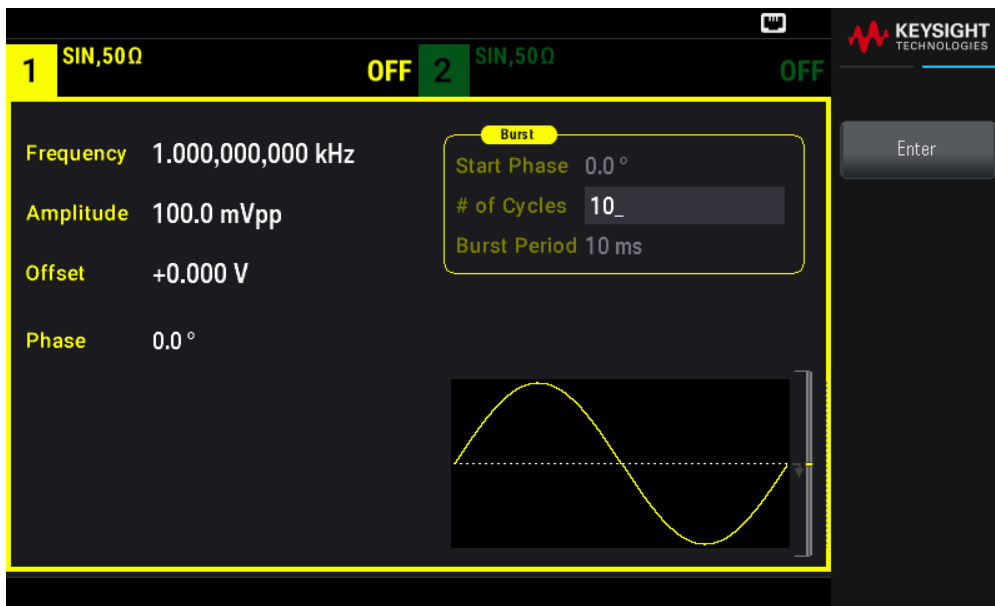 KEYSIGHT
TECHNOLOGIES
1 SIN,50Ω OFF
2 SIN,50Ω OFF
Frequency 1.000,000,000 kHz
Amplitude 100.0 mVpp
Offset +0.000 V
Phase 0.0 °
Burst
Start Phase 0.0 °
# of Cycles 10_
Burst Period 10 ms
Enter